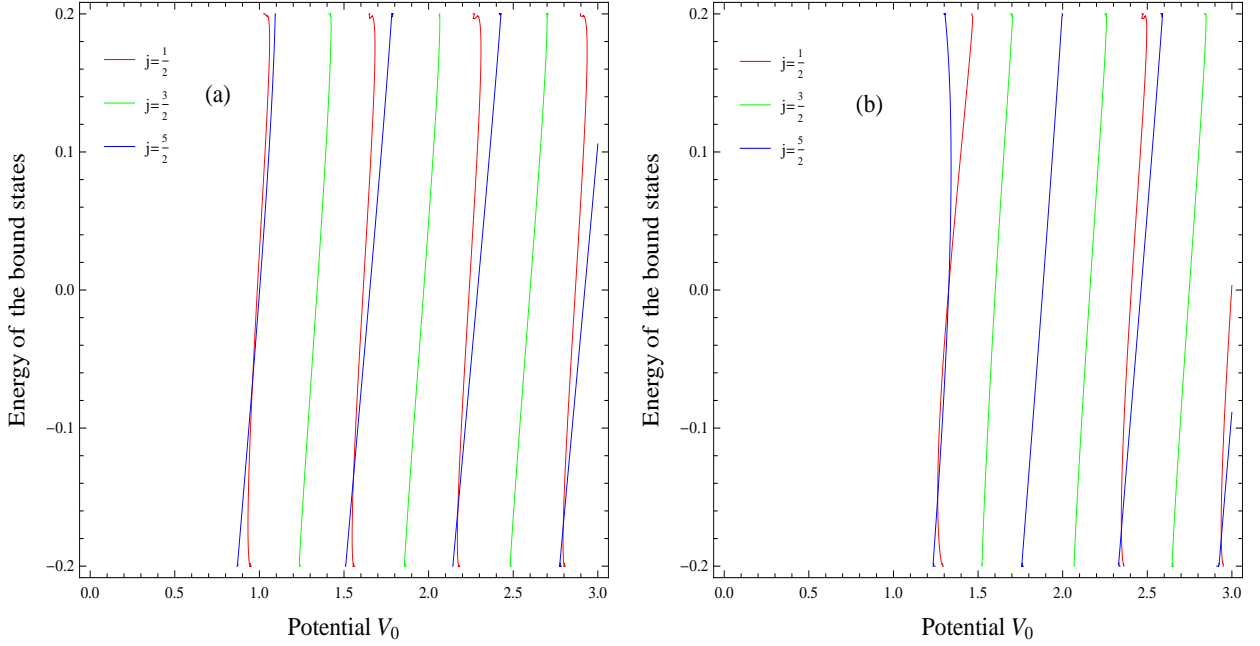 (a)
j=1/2
j=3/2
j=5/2
Energy of the bound states
0.2
0.1
0.0
−0.1
−0.2
0.0 0.5 1.0 1.5 2.0 2.5 3.0
Potential V0
(b)
j=1/2
j=3/2
j=5/2
Energy of the bound states
0.2
0.1
0.0
−0.1
−0.2
0.0 0.5 1.0 1.5 2.0 2.5 3.0
Potential V0